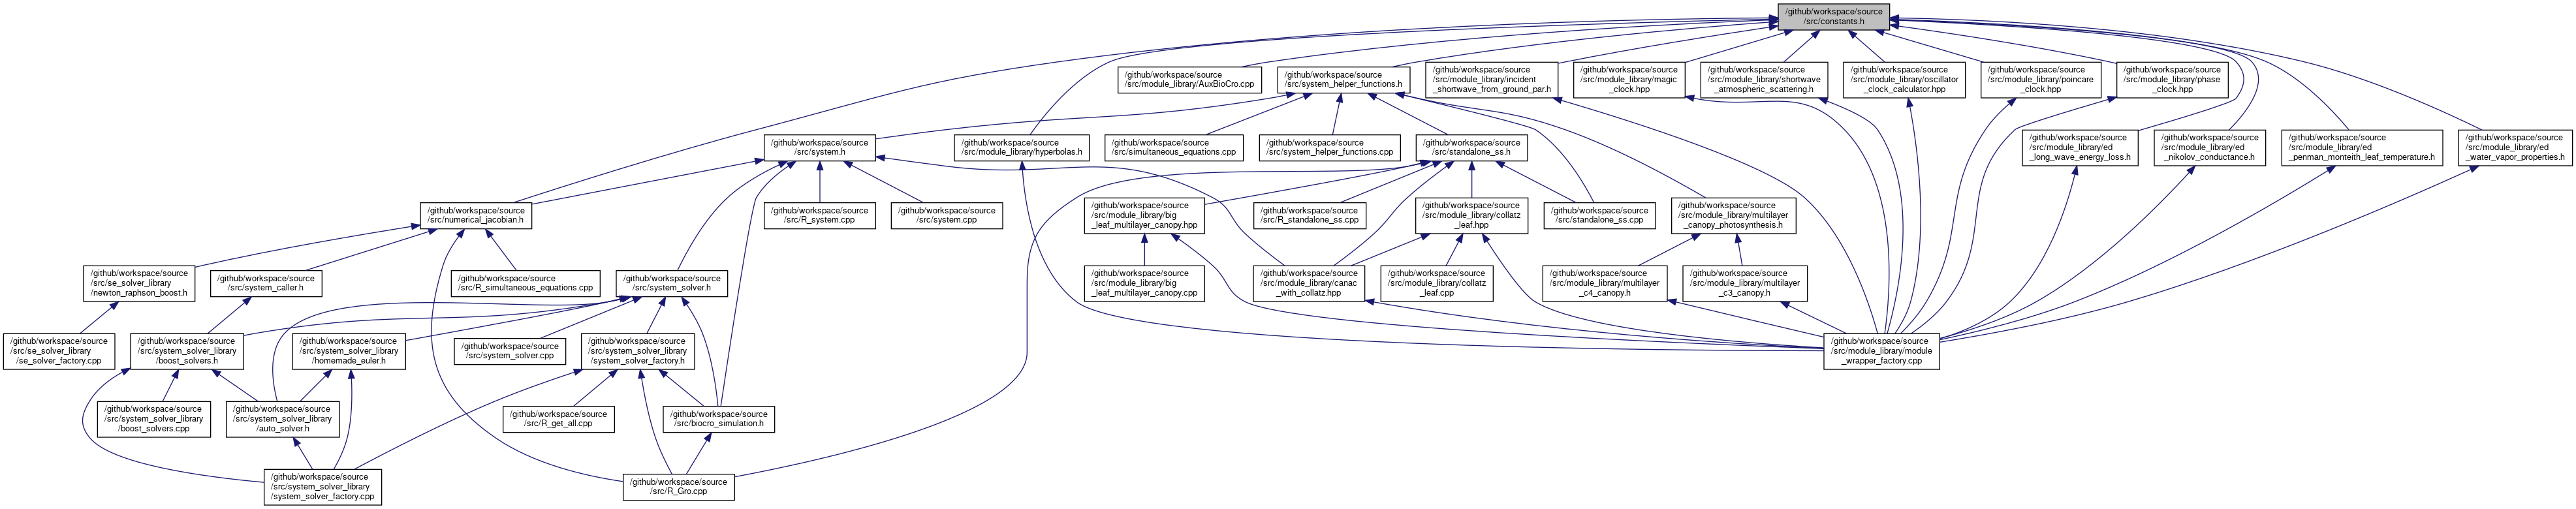 /github/workspace/source
/src/constants.h
/github/workspace/source
/src/module_library/AuxBioCro.cpp
/github/workspace/source
/src/system_helper_functions.h
/github/workspace/source
/src/module_library/incident
_shortwave_from_ground_par.h
/github/workspace/source
/src/module_library/magic
_clock.hpp
/github/workspace/source
/src/module_library/shortwave
_atmospheric_scattering.h
/github/workspace/source
/src/module_library/oscillator
_clock_calculator.hpp
/github/workspace/source
/src/module_library/poincare
_clock.hpp
/github/workspace/source
/src/module_library/phase
_clock.hpp
/github/workspace/source
/src/system.h
/github/workspace/source
/src/module_library/hyperbolas.h
/github/workspace/source
/src/simultaneous_equations.cpp
/github/workspace/source
/src/system_helper_functions.cpp
/github/workspace/source
/src/standalone_ss.h
/github/workspace/source
/src/module_library/ed
_long_wave_energy_loss.h
/github/workspace/source
/src/module_library/ed
_nikolov_conductance.h
/github/workspace/source
/src/module_library/ed
_penman_monteith_leaf_temperature.h
/github/workspace/source
/src/module_library/ed
_water_vapor_properties.h
/github/workspace/source
/src/numerical_jacobian.h
/github/workspace/source
/src/R_system.cpp
/github/workspace/source
/src/system.cpp
/github/workspace/source
/src/module_library/big
_leaf_multilayer_canopy.hpp
/github/workspace/source
/src/R_standalone_ss.cpp
/github/workspace/source
/src/module_library/collatz
_leaf.hpp
/github/workspace/source
/src/standalone_ss.cpp
/github/workspace/source
/src/module_library/multilayer
_canopy_photosynthesis.h
/github/workspace/source
/src/se_solver_library
/newton_raphson_boost.h
/github/workspace/source
/src/system_caller.h
/github/workspace/source
/src/R_simultaneous_equations.cpp
/github/workspace/source
/src/system_solver.h
/github/workspace/source
/src/module_library/big
_leaf_multilayer_canopy.cpp
/github/workspace/source
/src/module_library/canac
_with_collatz.hpp
/github/workspace/source
/src/module_library/collatz
_leaf.cpp
/github/workspace/source
/src/module_library/multilayer
_c4_canopy.h
/github/workspace/source
/src/module_library/multilayer
_c3_canopy.h
/github/workspace/source
/src/se_solver_library
/se_solver_factory.cpp
/github/workspace/source
/src/system_solver_library
/boost_solvers.h
/github/workspace/source
/src/system_solver_library
/homemade_euler.h
/github/workspace/source
/src/system_solver.cpp
/github/workspace/source
/src/system_solver_library
/system_solver_factory.h
/github/workspace/source
/src/module_library/module
_wrapper_factory.cpp
/github/workspace/source
/src/system_solver_library
/boost_solvers.cpp
/github/workspace/source
/src/system_solver_library
/auto_solver.h
/github/workspace/source
/src/R_get_all.cpp
/github/workspace/source
/src/biocro_simulation.h
/github/workspace/source
/src/system_solver_library
/system_solver_factory.cpp
/github/workspace/source
/src/R_Gro.cpp